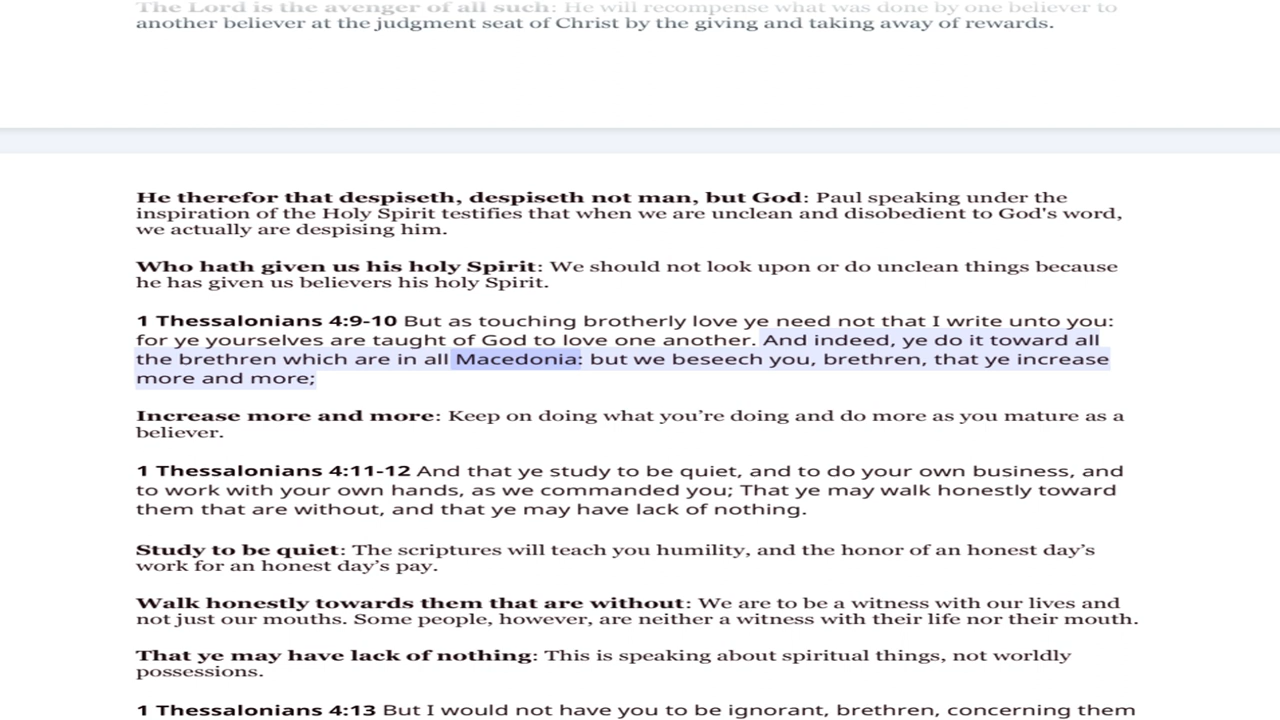 The Lord is the avenger of all such: He will recompense what was done by one believer to
another believer at the judgment seat of Christ by the giving and taking away of rewards.
He therefor that despiseth, despiseth not man, but God: Paul speaking under the
inspiration of the Holy Spirit testifies that when we are unclean and disobedient to God's word,
we actually are despising him.
Who hath given us his holy Spirit: We should not look upon or do unclean things because
he has given us believers his holy Spirit.
1 Thessalonians 4:9-10 But as touching brotherly love ye need not that I write unto you:
for ye yourselves are taught of God to love one another. And indeed, ye do it toward all
the brethren which are in all Macedonia: but we beseech you, brethren, that ye increase
more and more;
Increase more and more: Keep on doing what you’re doing and do more as you mature as a
believer.
1 Thessalonians 4:11-12 And that ye study to be quiet, and to do your own business, and
to work with your own hands, as we commanded you; That ye may walk honestly toward
them that are without, and that ye may have lack of nothing.
Study to be quiet: The scriptures will teach you humility, and the honor of an honest day’s
work for an honest day’s pay.
Walk honestly towards them that are without: We are to be a witness with our lives and
not just our mouths. Some people, however, are neither a witness with their life nor their mouth.
That ye may have lack of nothing: This is speaking about spiritual things, not worldly
possessions.
1 Thessalonians 4:13 But I would not have you to be ignorant, brethren, concerning them